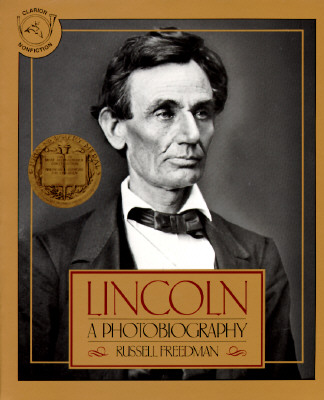 CLARION
NONFICTION
LINCOLN
A PHOTOBIOGRAPHY
RUSSELL FREEDMAN